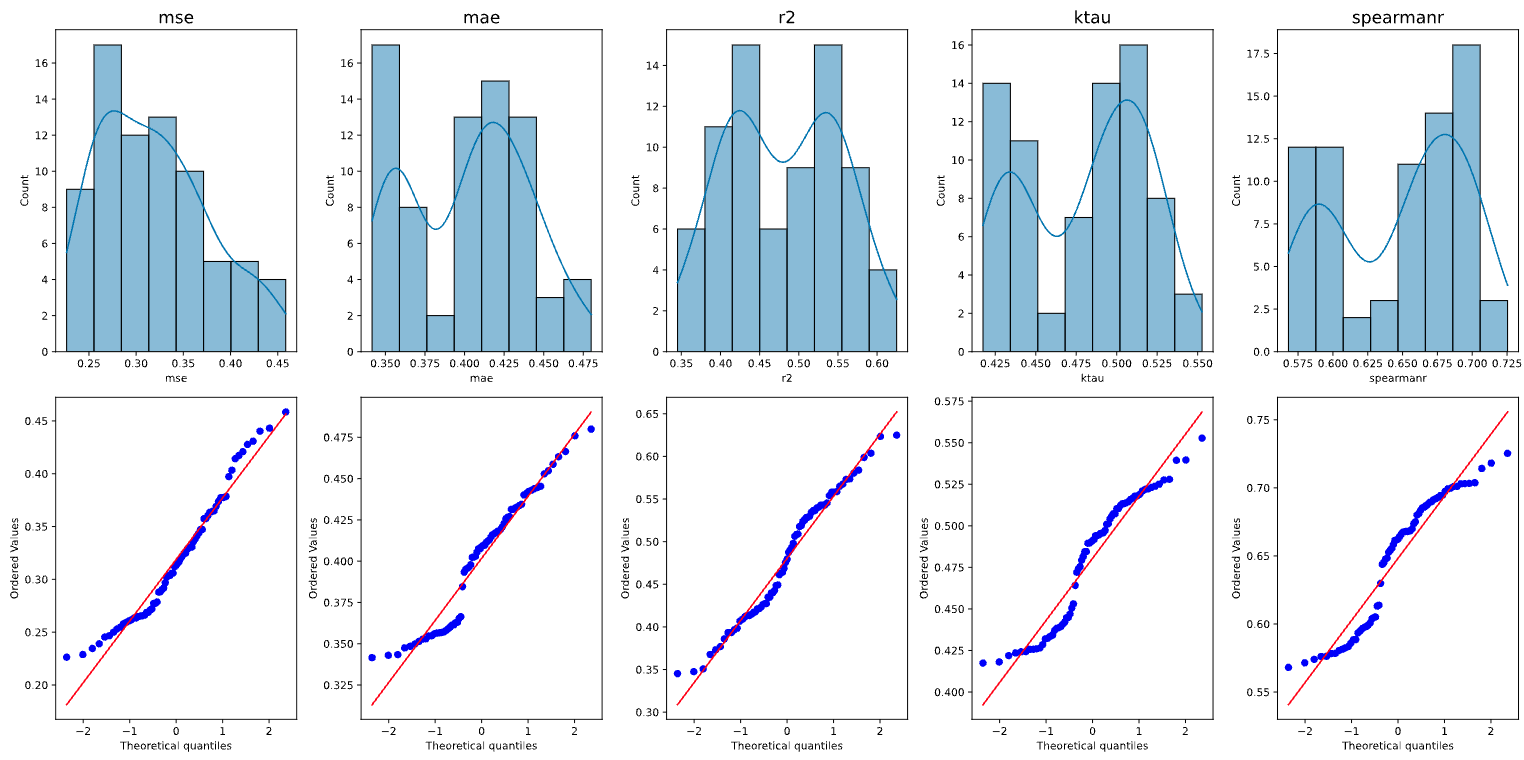 mse mae r2 ktau spearmanr
Count
16
14
12
10
8
6
4
2
0
0.25 0.30 0.35 0.40 0.45
mse
Count
16
14
12
10
8
6
4
2
0
0.350 0.375 0.400 0.425 0.450 0.475
mae
Count
14
12
10
8
6
4
2
0
0.35 0.40 0.45 0.50 0.55 0.60
r2
Count
16
14
12
10
8
6
4
2
0
0.425 0.450 0.475 0.500 0.525 0.550
ktau
Count
17.5
15.0
12.5
10.0
7.5
5.0
2.5
0.0
0.575 0.600 0.625 0.650 0.675 0.700 0.725
spearmanr
Ordered Values
0.45
0.40
0.35
0.30
0.25
0.20
−2 −1 0 1 2
Theoretical quantiles
Ordered Values
0.475
0.450
0.425
0.400
0.375
0.350
0.325
−2 −1 0 1 2
Theoretical quantiles
Ordered Values
0.65
0.60
0.55
0.50
0.45
0.40
0.35
0.30
−2 −1 0 1 2
Theoretical quantiles
Ordered Values
0.575
0.550
0.525
0.500
0.475
0.450
0.425
0.400
−2 −1 0 1 2
Theoretical quantiles
Ordered Values
0.75
0.70
0.65
0.60
0.55
−2 −1 0 1 2
Theoretical quantiles